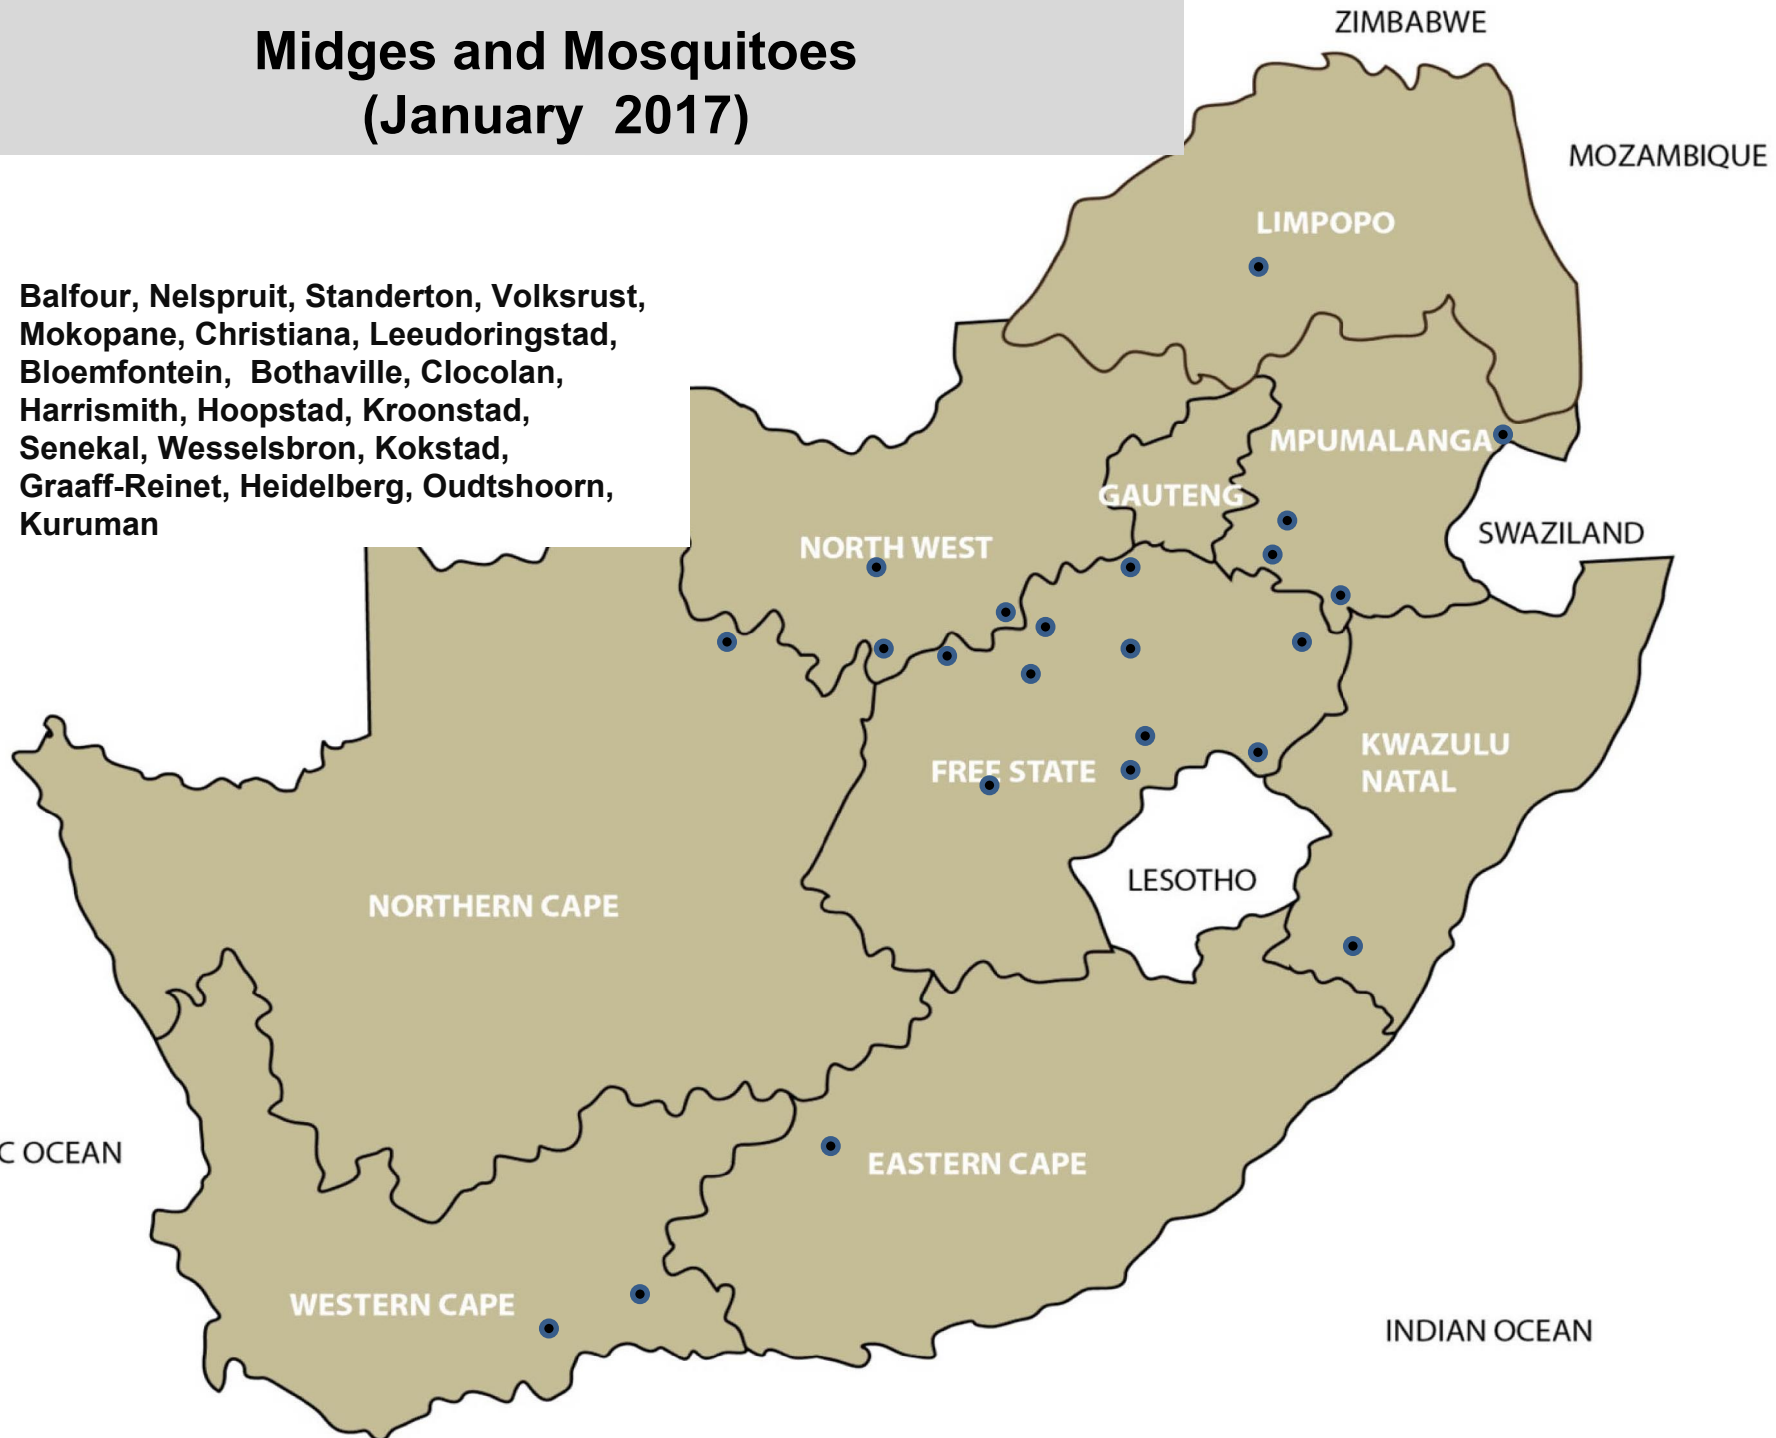 Midges and Mosquitoes
(January  2017)
ZIMBABWE
MOZAMBIQUE
LIMPOPO
Balfour, Nelspruit, Standerton, Volksrust,
Mokopane, Christiana, Leeudoringstad,
Bloemfontein,  Bothaville, Clocolan,
Harrismith, Hoopstad, Kroonstad,
Senekal, Wesselsbron, Kokstad,
Graaff-Reinet, Heidelberg, Oudtshoorn,
Kuruman
MPUMALANGA
GAUTENG
SWAZILAND
NORTH WEST
KWAZULU
NATAL
FREE STATE
LESOTHO
NORTHERN CAPE
C OCEAN
EASTERN CAPE
WESTERN CAPE
INDIAN OCEAN